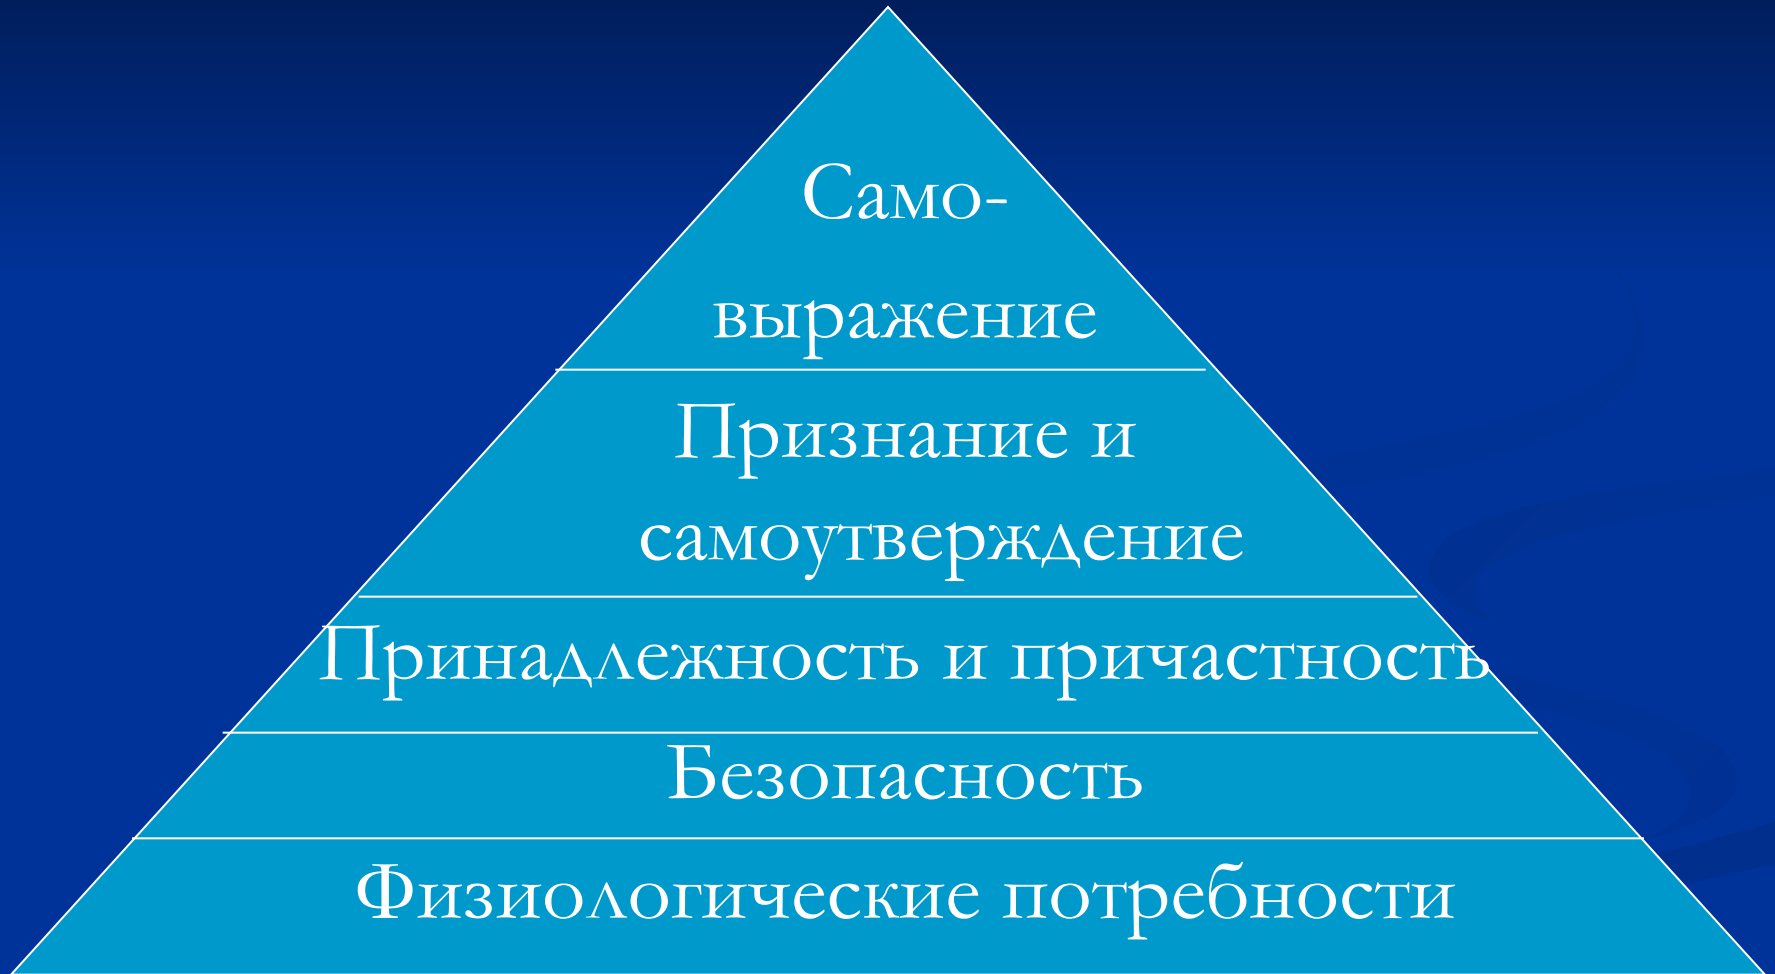 Само-
выражение
Признание и
самоутверждение
Принадлежность и причастность
Безопасность
Физиологические потребности